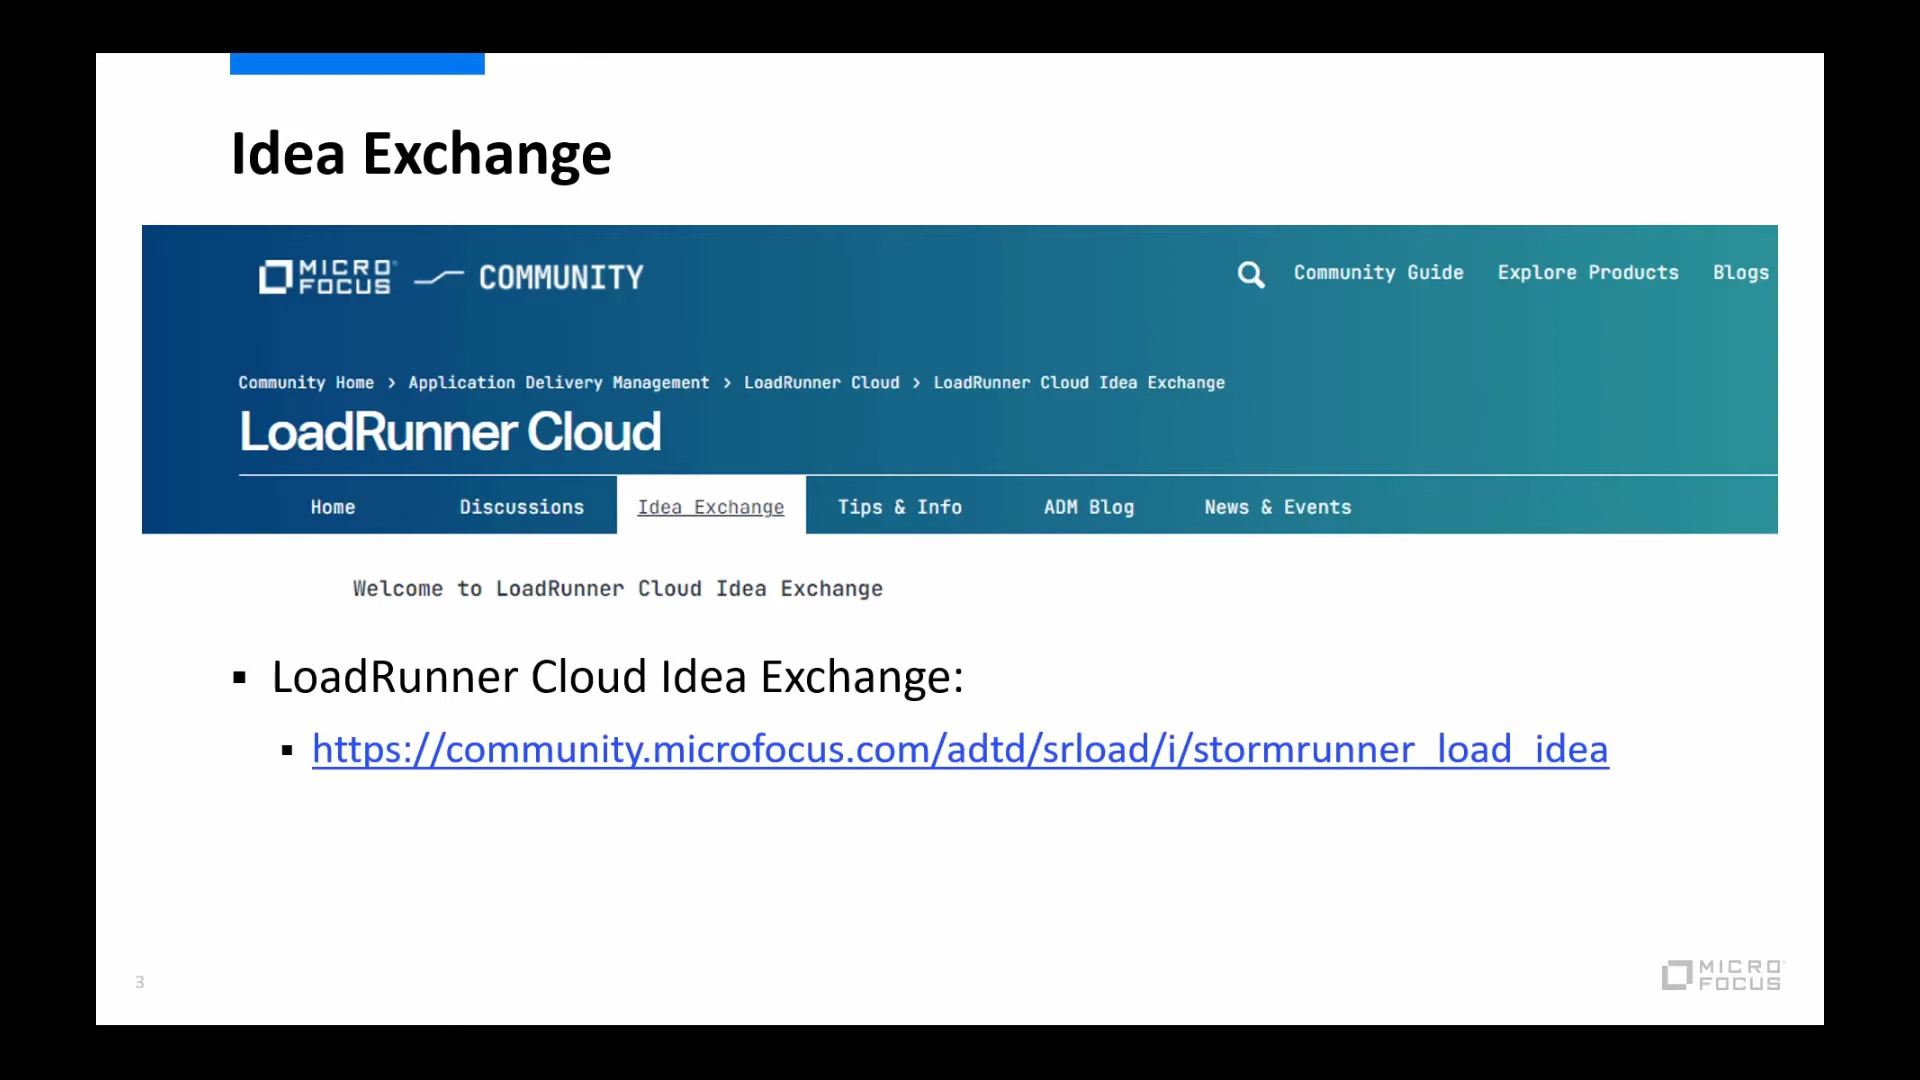 Idea Exchange
MICRO FOCUS COMMUNITY
Community Guide Explore Products Blogs
Community Home > Application Delivery Management > LoadRunner Cloud > LoadRunner Cloud Idea Exchange
LoadRunner Cloud
Home Discussions Idea Exchange Tips & Info ADM Blog News & Events
Welcome to LoadRunner Cloud Idea Exchange
▪ LoadRunner Cloud Idea Exchange:
▪ https://community.microfocus.com/adtd/srload/i/stormrunner_load_idea
3
MICRO
FOCUS